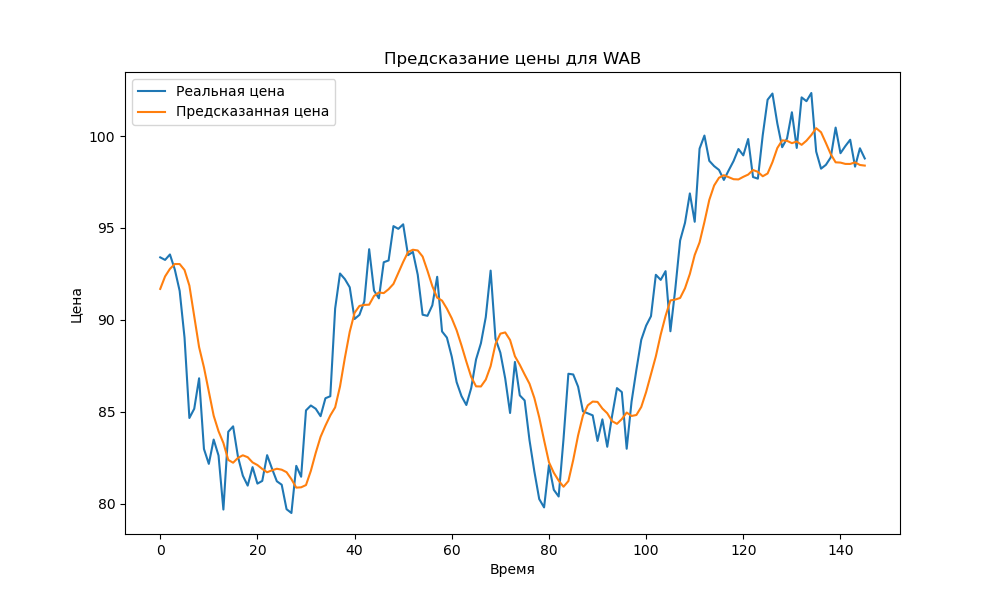 Предсказание цены для WAB
Реальная цена
Предсказанная цена
Цена
100
95
90
85
80
0 20 40 60 80 100 120 140
Время